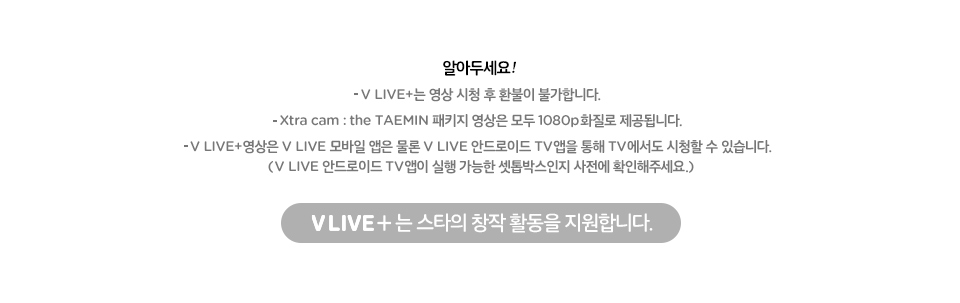 알아두세요!
- V LIVE+는 영상 시청 후 환불이 불가합니다.
- Xtra cam : the TAEMIN 패키지 영상은 모두 1080p화질로 제공됩니다.
- V LIVE+영상은 V LIVE 모바일 앱은 물론 V LIVE 안드로이드 TV앱을 통해 TV에서도 시청할 수 있습니다.
(V LIVE 안드로이드 TV앱이 실행 가능한 셋톱박스인지 사전에 확인해주세요.)
V LIVE+ 는 스타의 창작 활동을 지원합니다.